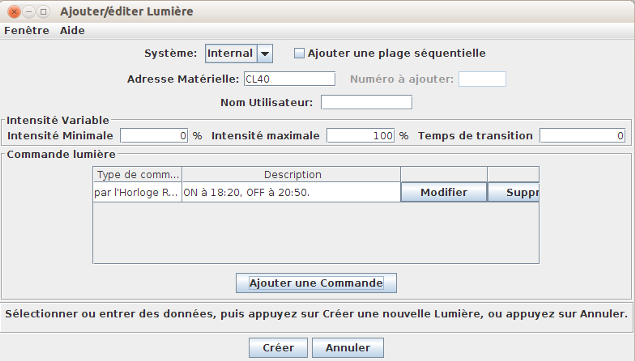 Ajouter/éditer Lumière
Fenêtre Aide
Système: Internal Ajouter une plage séquentielle
Adresse Matérielle: CL40 Numéro à ajouter:
Nom Utilisateur:
Intensité Variable
Intensité Minimale 0 % Intensité maximale 100 % Temps de transition 0
Commande lumière
Type de comm... Description
par l'Horloge R... ON à 18:20, OFF à 20:50. Modifier Suppr
Ajouter une Commande
Sélectionner ou entrer des données, puis appuyez sur Créer une nouvelle Lumière, ou appuyez sur Annuler.
Créer Annuler